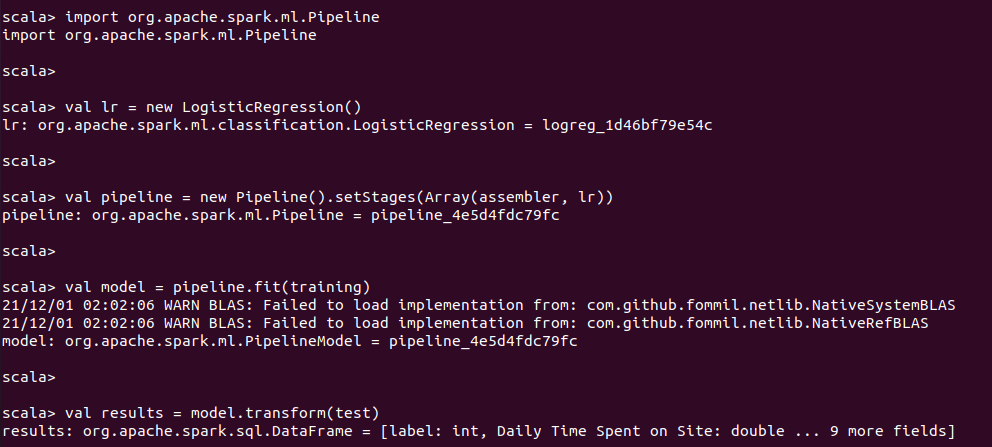 scala> import org.apache.spark.ml.Pipeline
import org.apache.spark.ml.Pipeline
scala>
scala> val lr = new LogisticRegression()
lr: org.apache.spark.ml.classification.LogisticRegression = logreg_1d46bf79e54c
scala>
scala> val pipeline = new Pipeline().setStages(Array(assembler, lr))
pipeline: org.apache.spark.ml.Pipeline = pipeline_4e5d4fdc79fc
scala>
scala> val model = pipeline.fit(training)
21/12/01 02:02:06 WARN BLAS: Failed to load implementation from: com.github.fommil.netlib.NativeSystemBLAS
21/12/01 02:02:06 WARN BLAS: Failed to load implementation from: com.github.fommil.netlib.NativeRefBLAS
model: org.apache.spark.ml.PipelineModel = pipeline_4e5d4fdc79fc
scala>
scala> val results = model.transform(test)
results: org.apache.spark.sql.DataFrame = [label: int, Daily Time Spent on Site: double ... 9 more fields]